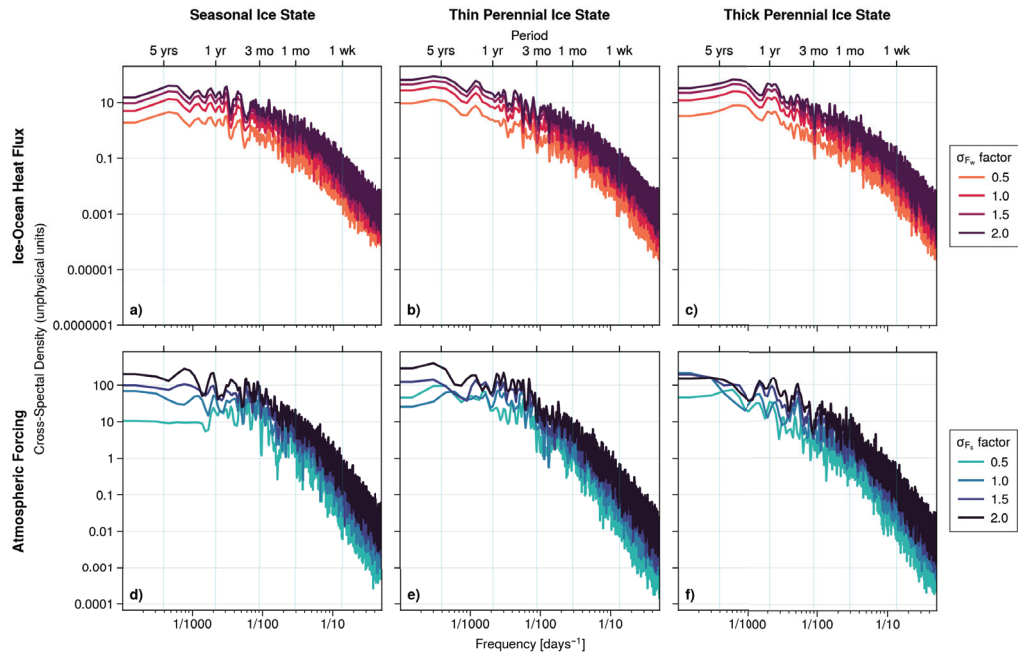 Seasonal Ice State
Thin Perennial Ice State
Thick Perennial Ice State
Period
5 yrs 1 yr 3 mo 1 mo 1 wk
5 yrs 1 yr 3 mo 1 mo 1 wk
5 yrs 1 yr 3 mo 1 mo 1 wk
Ice-Ocean Heat Flux
Atmospheric Forcing
Cross-Spectral Density (unphysical units)
10
0.1
0.001
0.00001
0.0000001
a)
b)
c)
σF_w factor
0.5
1.0
1.5
2.0
100
10
1
0.1
0.01
0.001
0.0001
d)
e)
f)
σF_s factor
0.5
1.0
1.5
2.0
1/1000 1/100 1/10
1/1000 1/100 1/10
1/1000 1/100 1/10
Frequency [days⁻¹]